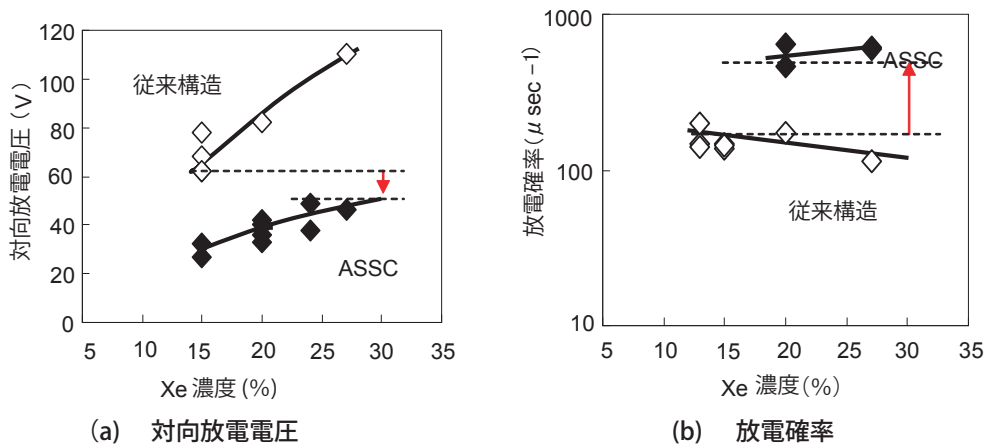 120
100
80
60
40
20
0
対向放電電圧（V）
従来構造
ASSC
5 10 15 20 25 30 35
Xe 濃度 (%)
(a) 対向放電電圧
1000
100
10
放電確率(μ sec －1)
ASSC
従来構造
5 10 15 20 25 30 35
Xe 濃度(%)
(b) 放電確率